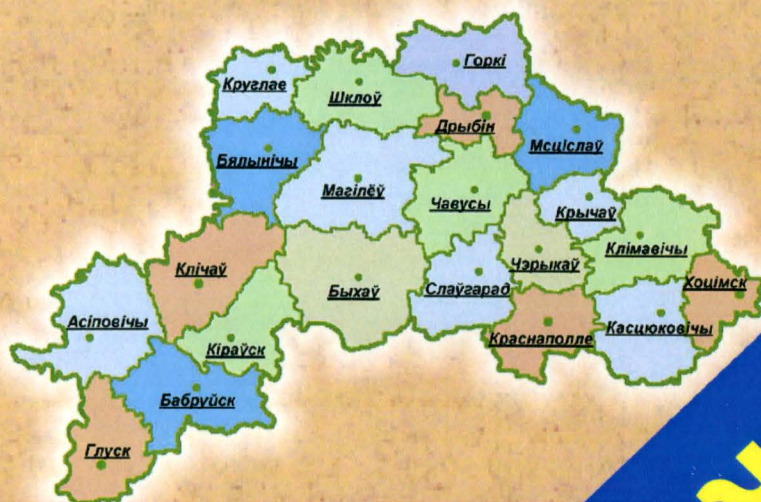 Горкі
Круглае
Шклоў
Дрыбін
Мсціслаў
Бялынічы
Магілёў
Чавусы
Крычаў
Клімавічы
Чэрыкаў
Клічаў
Быхаў
Слаўгарад
Хоцімск
Асіповічы
Кіраўск
Краснаполле
Касцюковічы
Бабруйск
Глуск